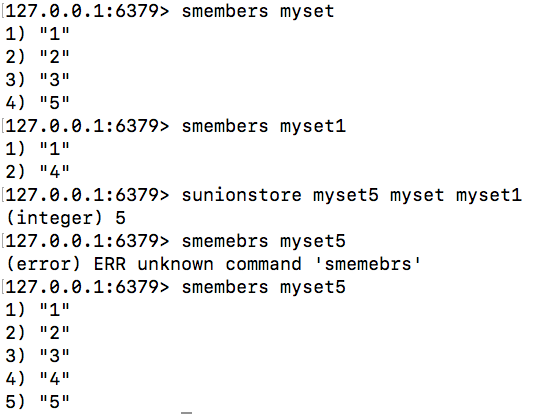 [127.0.0.1:6379> smembers myset
1) "1"
2) "2"
3) "3"
4) "5"
[127.0.0.1:6379> smembers myset1
1) "1"
2) "4"
[127.0.0.1:6379> sunionstore myset5 myset myset1
(integer) 5
[127.0.0.1:6379> smemebrs myset5
(error) ERR unknown command 'smemebrs'
[127.0.0.1:6379> smembers myset5
1) "1"
2) "2"
3) "3"
4) "4"
5) "5"